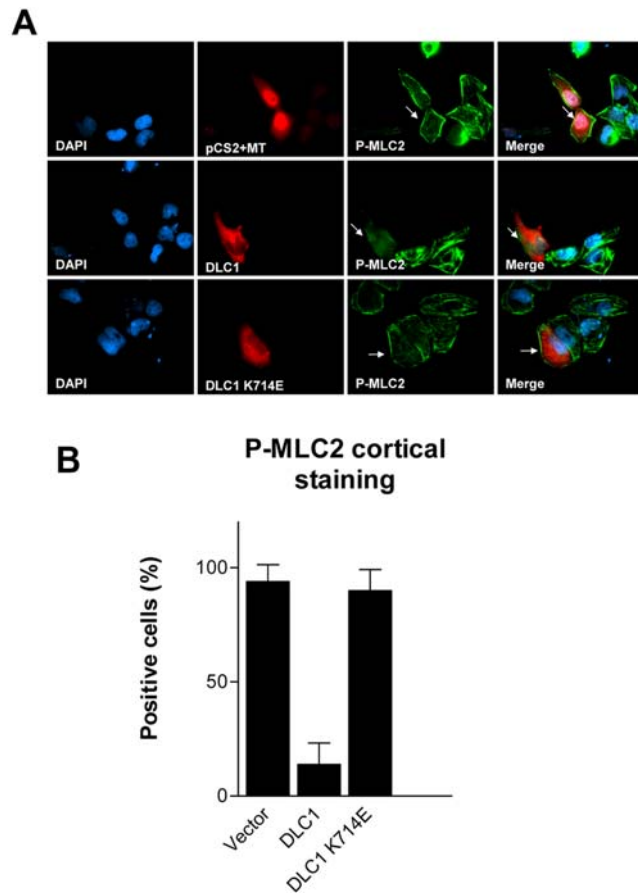 A
DAPI
pCS2+MT
P-MLC2
Merge
DAPI
DLC1
P-MLC2
Merge
DAPI
DLC1 K714E
P-MLC2
Merge
B
P-MLC2 cortical
staining
Positive cells (%)
100
50
0
Vector
DLC1
DLC1 K714E